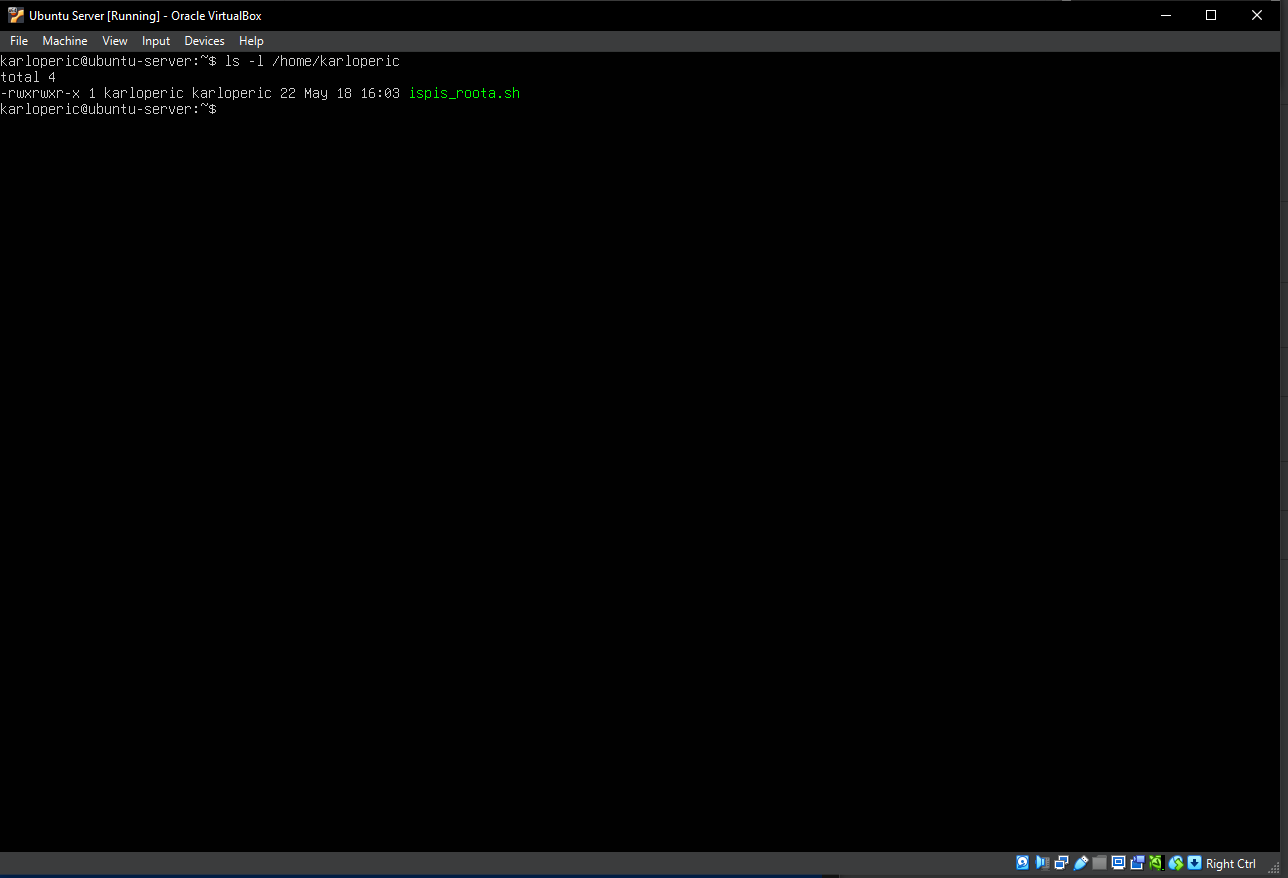 Ubuntu Server [Running] - Oracle VirtualBox
File Machine View Input Devices Help
karloperic@ubuntu-server:~$ ls -l /home/karloperic
total 4
-rwxrwxr-x 1 karloperic karloperic 22 May 18 16:03 ispis_roota.sh
karloperic@ubuntu-server:~$
Right Ctrl